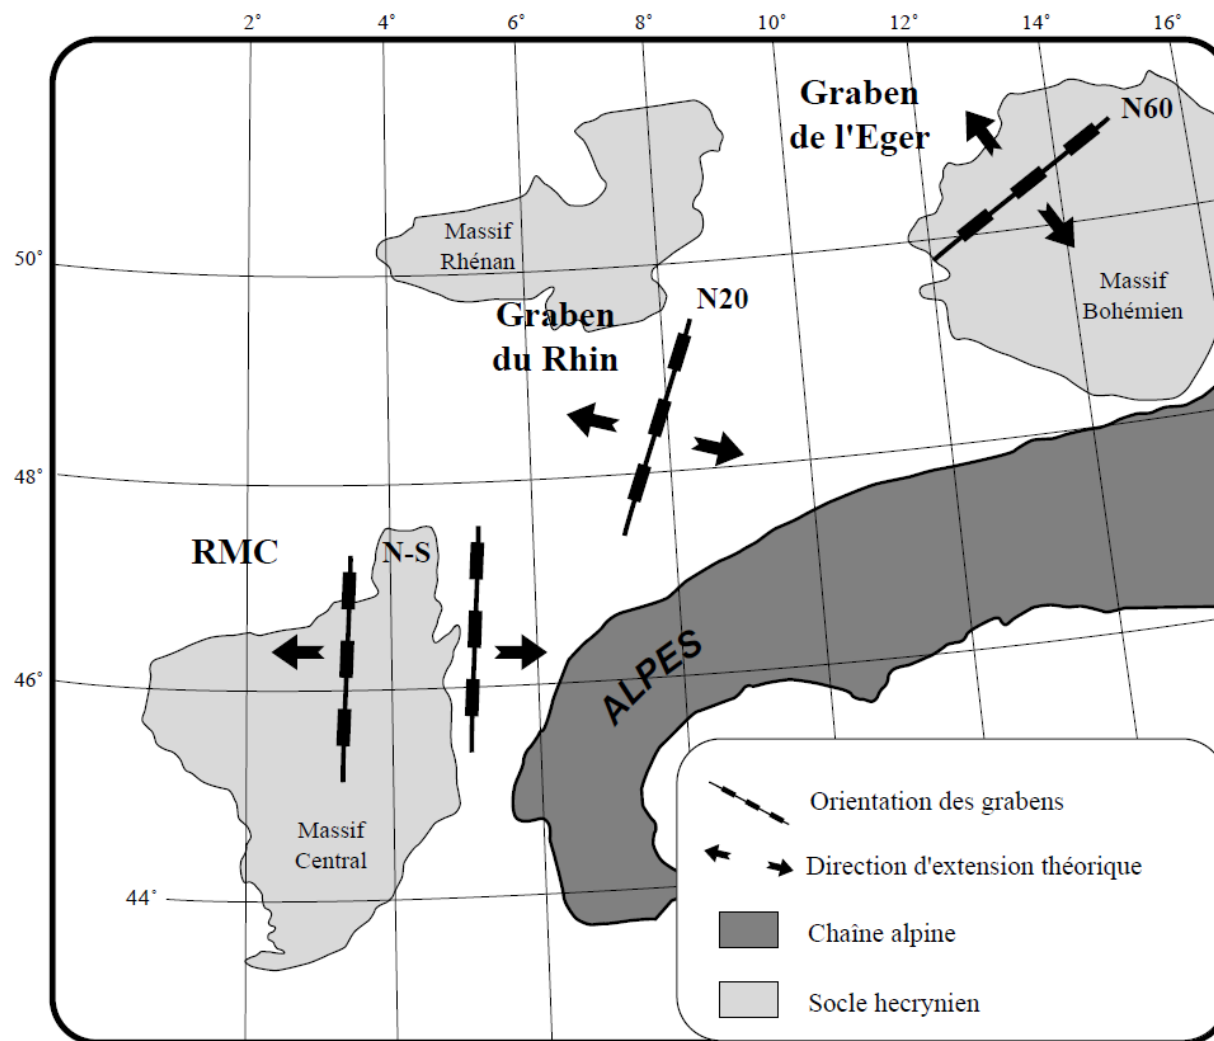 2° 4° 6° 8° 10° 12° 14° 16°
Graben
de l'Eger
N60
Massif
Rhénan
50°
Massif
Bohémien
N20
Graben
du Rhin
48°
RMC
N-S
46°
ALPES
Massif
Central
44°
Orientation des grabens
Direction d'extension théorique
Chaîne alpine
Socle hecrynien